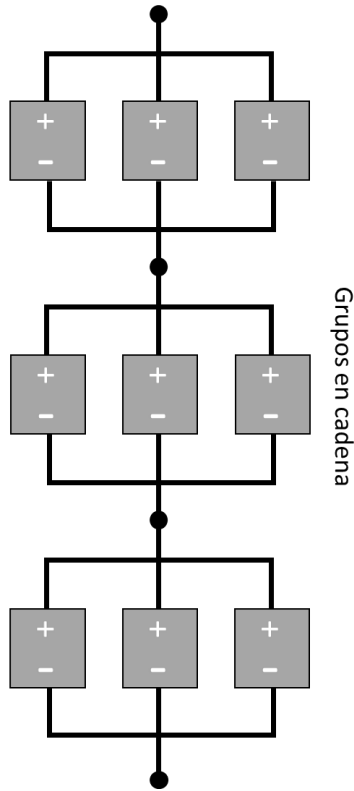 + + +
- - -
+ + +
- - -
Grupos en cadena
+ + +
- - -